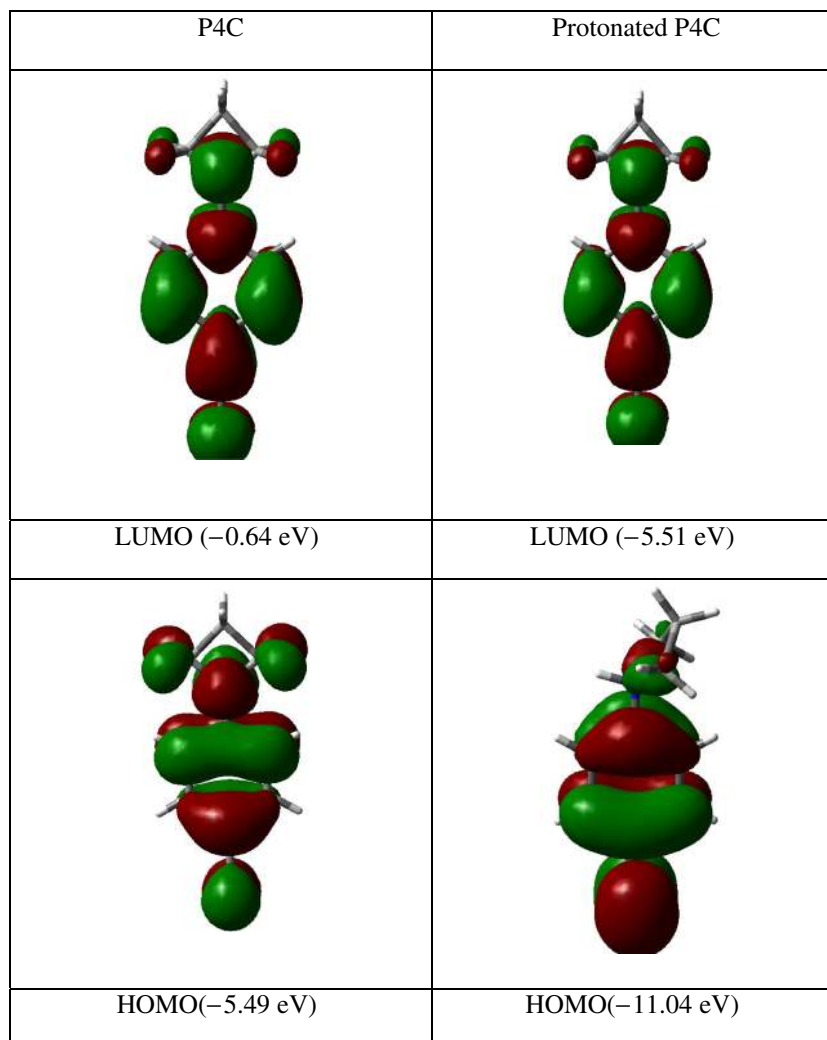 P4C
Protonated P4C
LUMO (−0.64 eV)
LUMO (−5.51 eV)
HOMO(−5.49 eV)
HOMO(−11.04 eV)